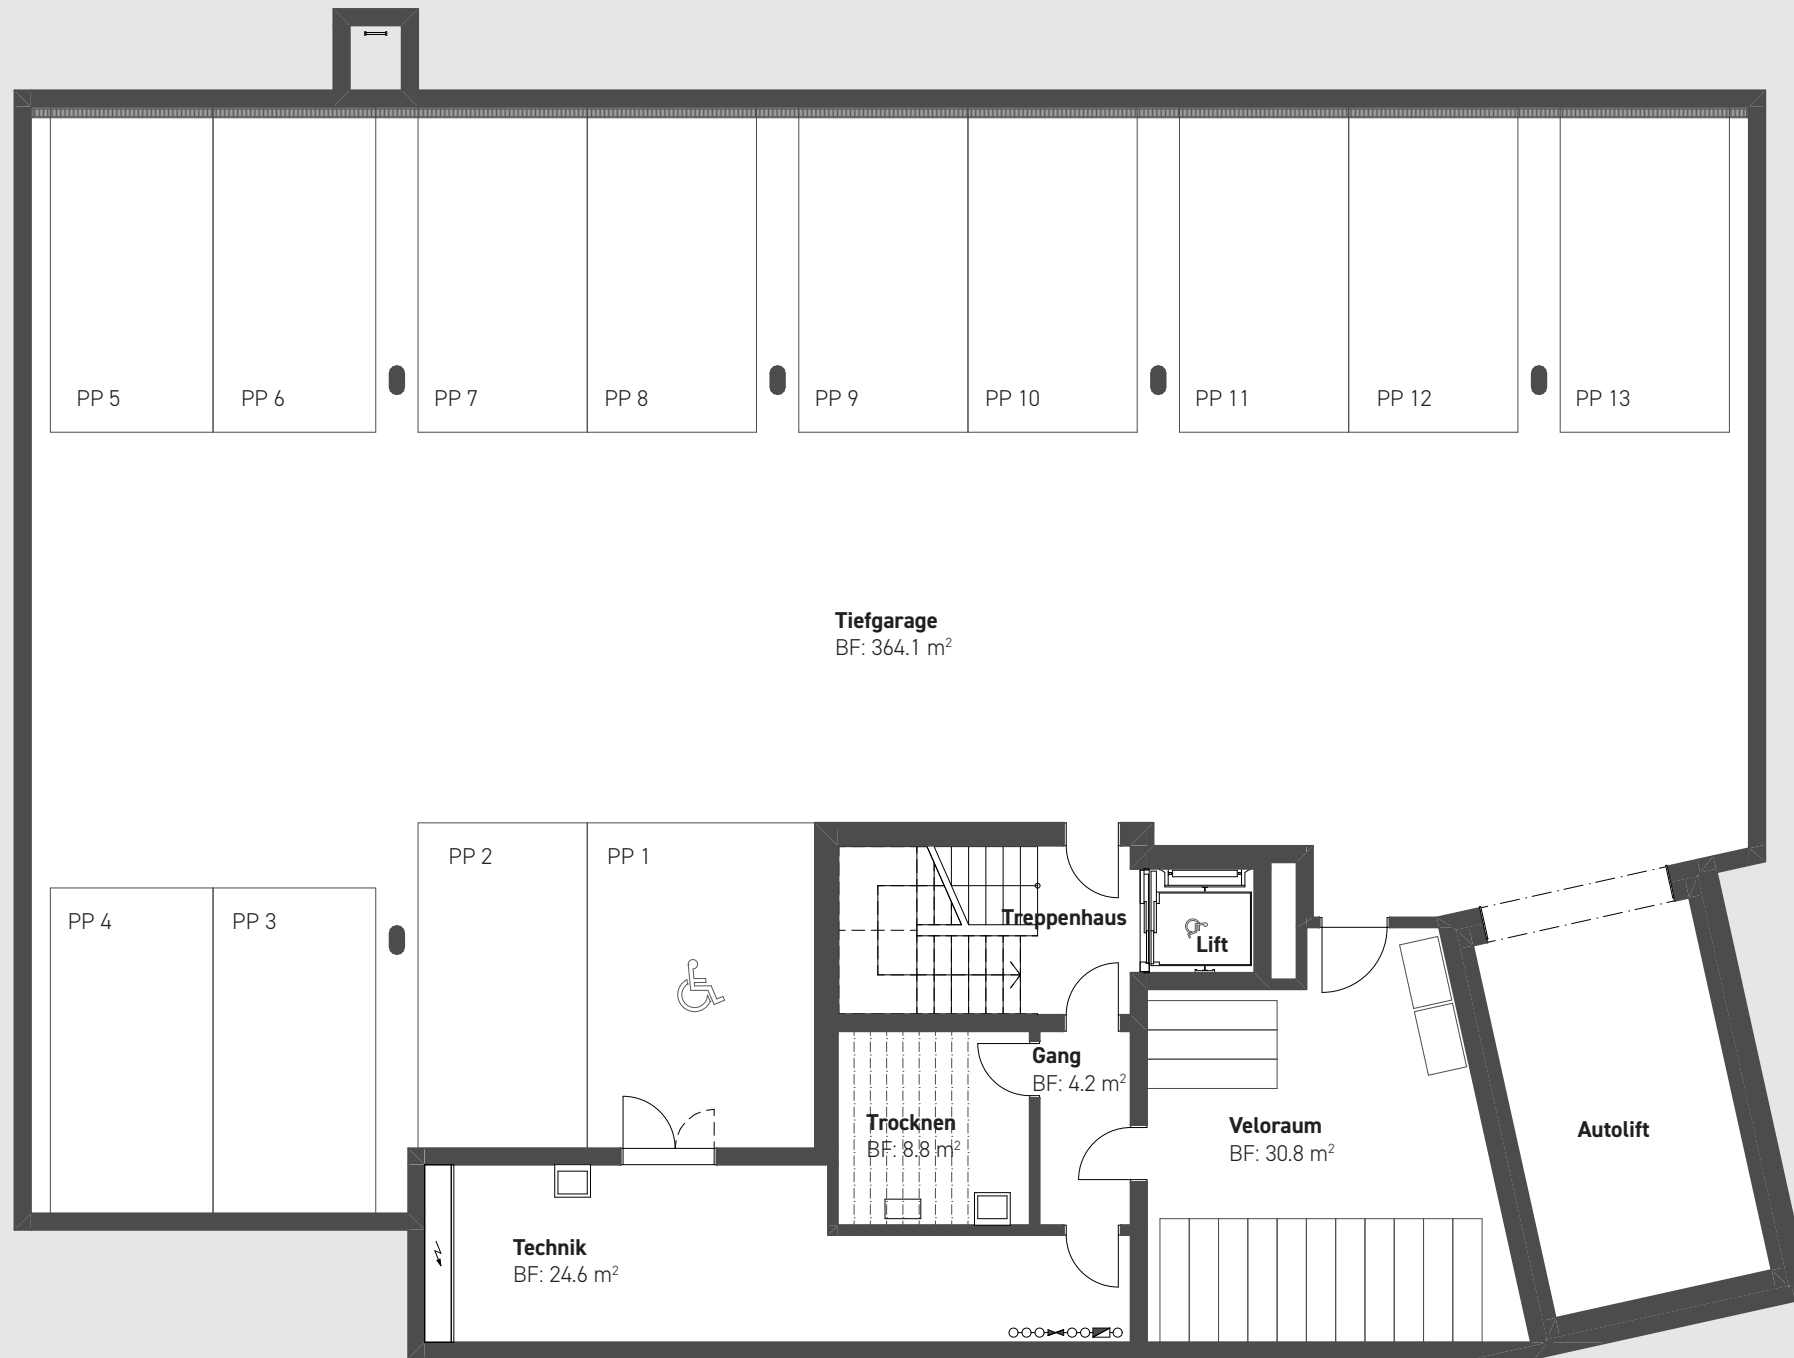 PP 5
PP 6
PP 7
PP 8
PP 9
PP 10
PP 11
PP 12
PP 13
Tiefgarage
BF: 364.1 m²
PP 2
PP 1
PP 4
PP 3
Treppenhaus
Lift
Gang
BF: 4.2 m²
Trocknen
BF: 8.8 m²
Veloraum
BF: 30.8 m²
Autolift
Technik
BF: 24.6 m²